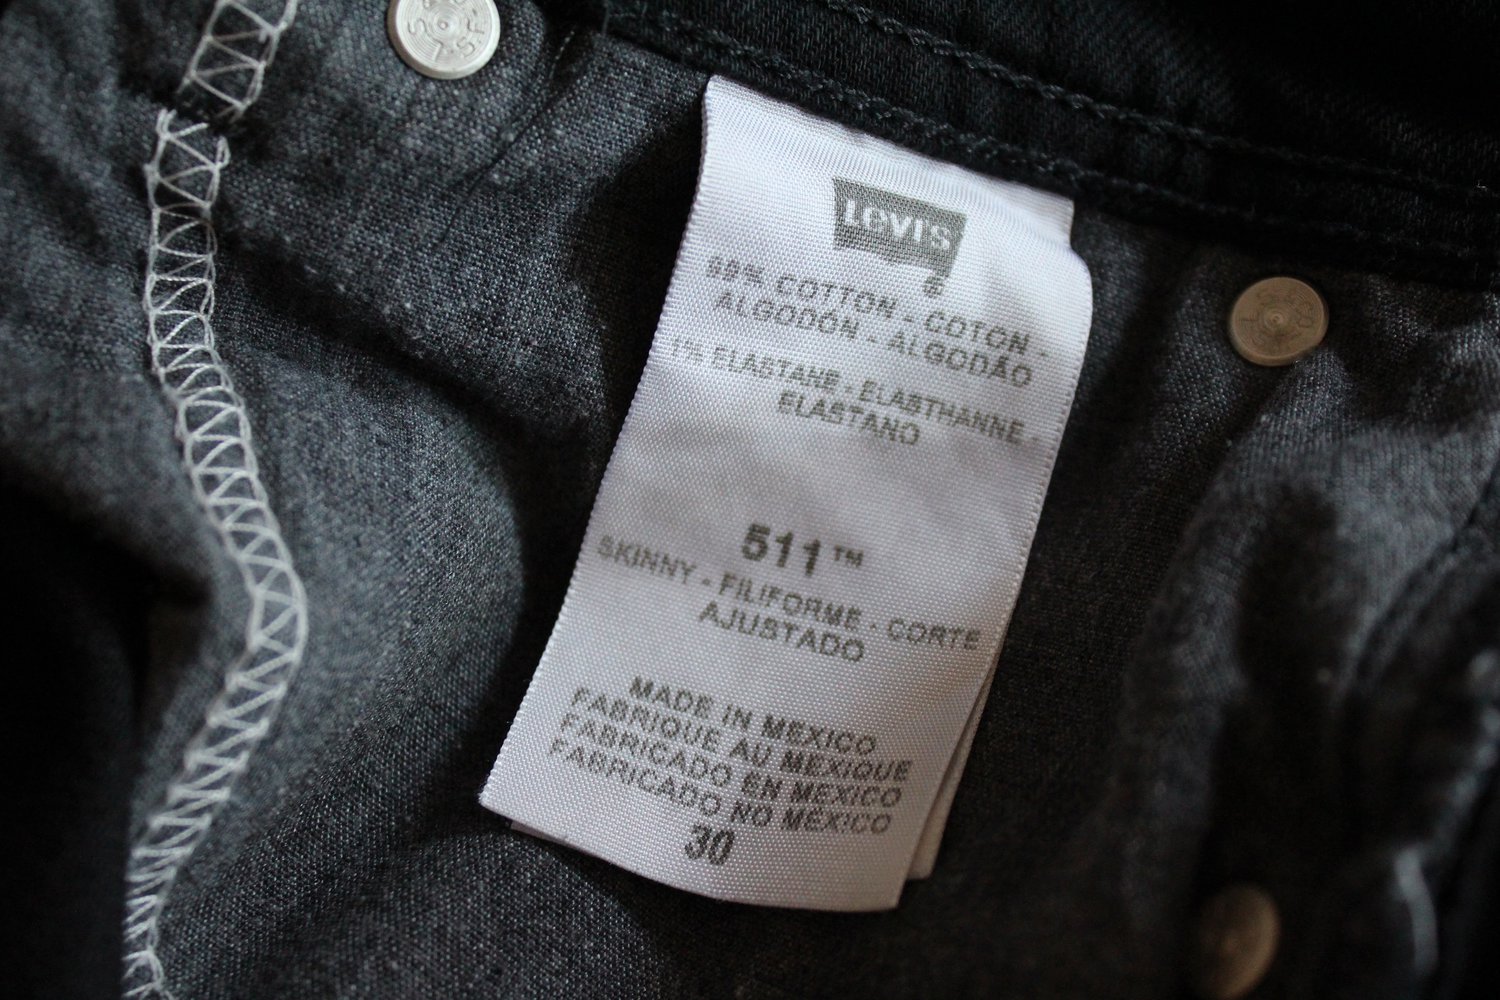 Levi's
99% COTTON - COTON -
ALGODÓN - ALGODÃO
1% ELASTANE - ELASTHANNE -
ELASTANO
511™
SKINNY - FILIFORME - CORTE
AJUSTADO
MADE IN MEXICO
FABRIQUE AU MEXIQUE
FABRICADO EN MEXICO
FABRICADO NO MÉXICO
30